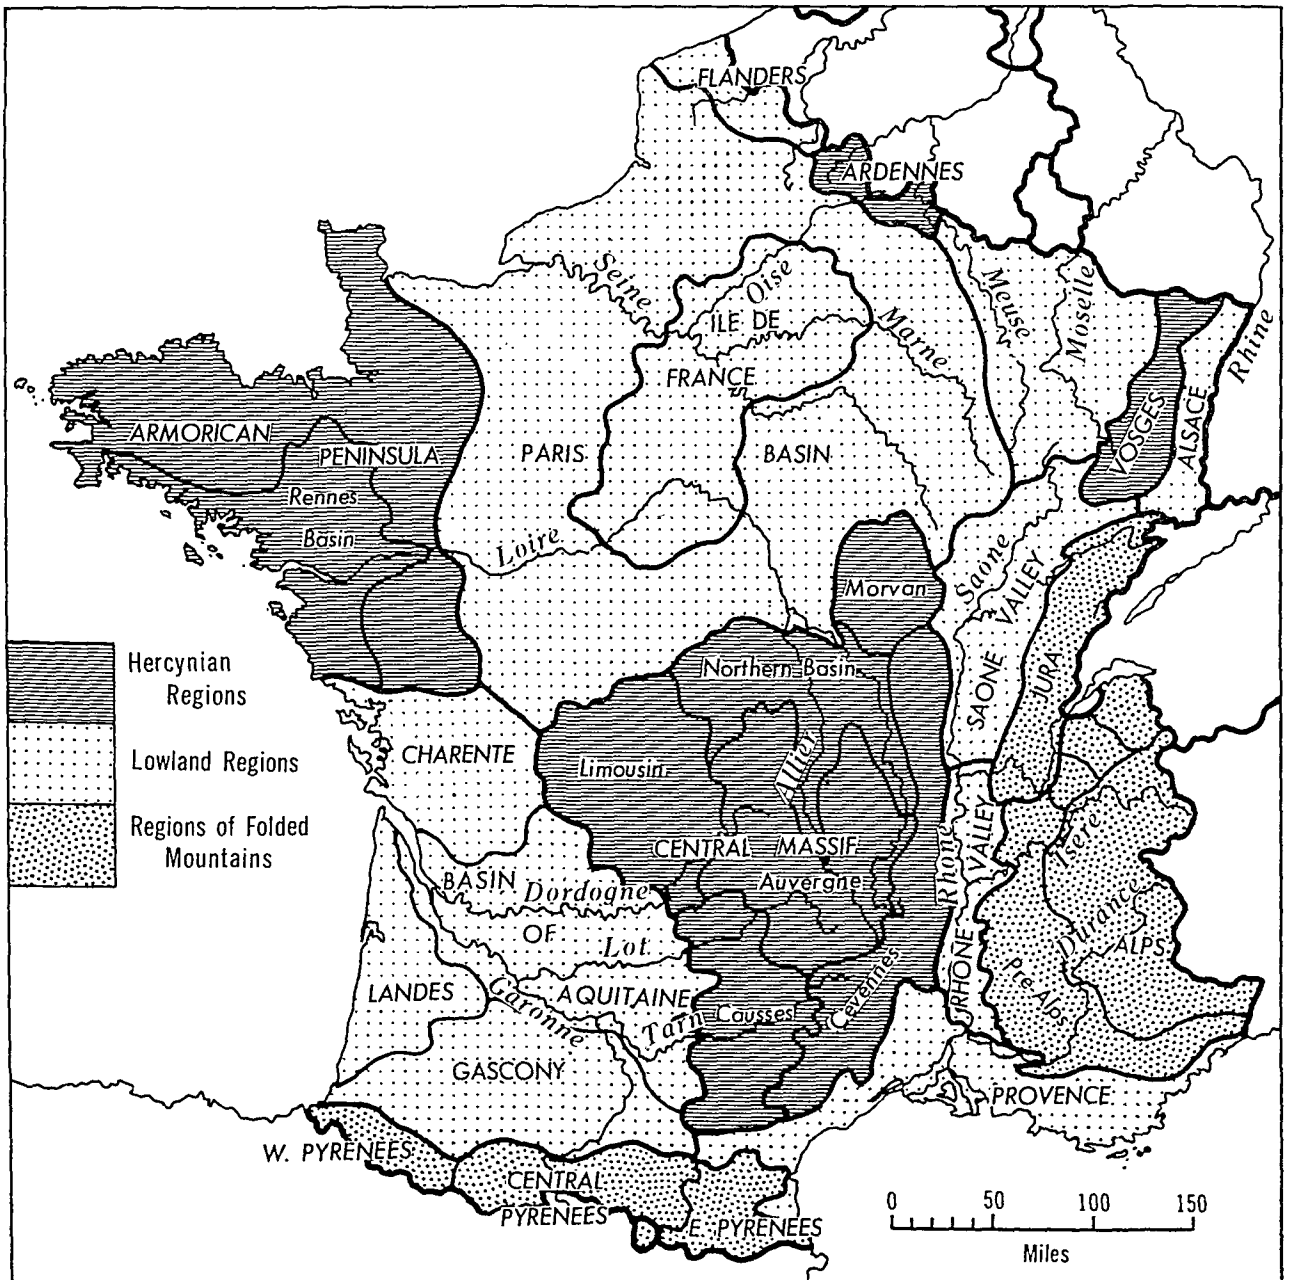 FLANDERS
ARDENNES
Seine
Oise
ILE DE
FRANCE
Marne
Meuse
Moselle
Rhine
VOSGES
ALSACE
ARMORICAN
PENINSULA
Rennes
Basin
PARIS
BASIN
Loire
Morvan
Saone
SAONE VALLEY
JURA
Hercynian
Regions
Lowland Regions
Regions of Folded
Mountains
Northern Basin
CHARENTE
Limousin
Allier
CENTRAL MASSIF
Auvergne
Rhone
RHONE VALLEY
Isere
Durance
ALPS
Pre Alps
BASIN
OF
AQUITAINE
Dordogne
Lot
LANDES
Garonne
Tarn
Causses
Cevennes
GASCONY
PROVENCE
W. PYRENEES
CENTRAL
PYRENEES
E. PYRENEES
0 50 100 150
Miles